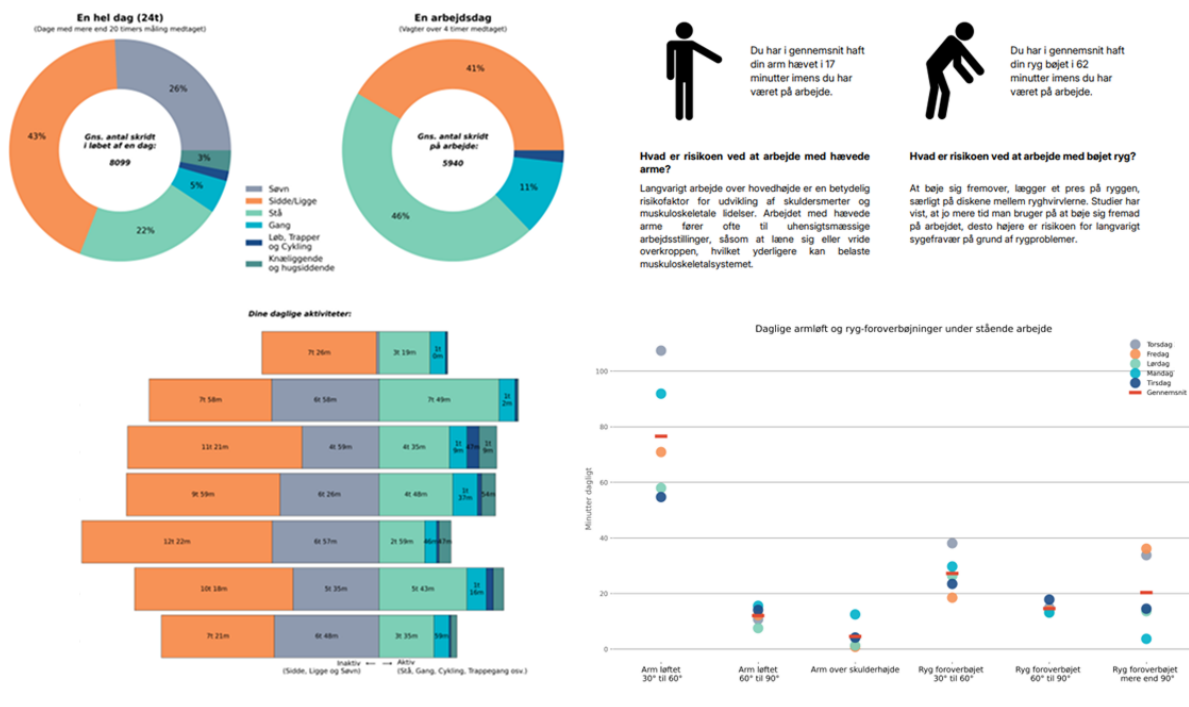 En hel dag (24t)
(Dage med mere end 20 timers måling medtaget)
26%
43%
3%
5%
22%
Gns. antal skridt
i løbet af en dag:
8099
En arbejdsdag
(Vagter over 4 timer medtaget)
41%
11%
46%
Gns. antal skridt
på arbejde:
5940
Søvn
Sidde/Ligge
Stå
Gang
Løb, Trapper
og Cykling
Knæliggende
og hugsiddende
Du har i gennemsnit haft
din arm hævet i 17
minutter imens du har
været på arbejde.
Du har i gennemsnit haft
din ryg bøjet i 62
minutter imens du har
været på arbejde.
Hvad er risikoen ved at arbejde med hævede
arme?
Langvarigt arbejde over hovedhøjde er en betydelig
risikofaktor for udvikling af skuldersmerter og
muskuloskeletale lidelser. Arbejdet med hævede
arme fører ofte til uhensigtsmæssige
arbejdsstillinger, såsom at læne sig eller vride
overkroppen, hvilket yderligere kan belaste
muskuloskeletalsystemet.
Hvad er risikoen ved at arbejde med bøjet ryg?
At bøje sig fremover, lægger et pres på ryggen,
særligt på diskene mellem ryghvirvlerne. Studier har
vist, at jo mere tid man bruger på at bøje sig fremad
på arbejdet, desto højere er risikoen for langvarigt
sygefravær på grund af rygproblemer.
Dine daglige aktiviteter:
7t 26m
3t 19m
1t
0m
7t 58m
6t 58m
7t 49m
1t
2m
11t 21m
4t 59m
4t 35m
1t
9m
47m
1t
9m
9t 59m
6t 26m
4t 48m
1t
37m
54m
12t 22m
6t 57m
2t 59m
46m
47m
10t 18m
5t 35m
5t 43m
1t
16m
7t 21m
6t 48m
3t 35m
59m
Inaktiv ←
(Sidde, Ligge og Søvn)
→ Aktiv
(Stå, Gang, Cykling, Trappegang osv.)
Daglige armløft og ryg-foroverbøjninger under stående arbejde
Torsdag
Fredag
Lørdag
Mandag
Tirsdag
Gennemsnit
Minutter dagligt
100
80
60
40
20
0
Arm løftet
30° til 60°
Arm løftet
60° til 90°
Arm over skulderhøjde
Ryg foroverbøjet
30° til 60°
Ryg foroverbøjet
60° til 90°
Ryg foroverbøjet
mere end 90°